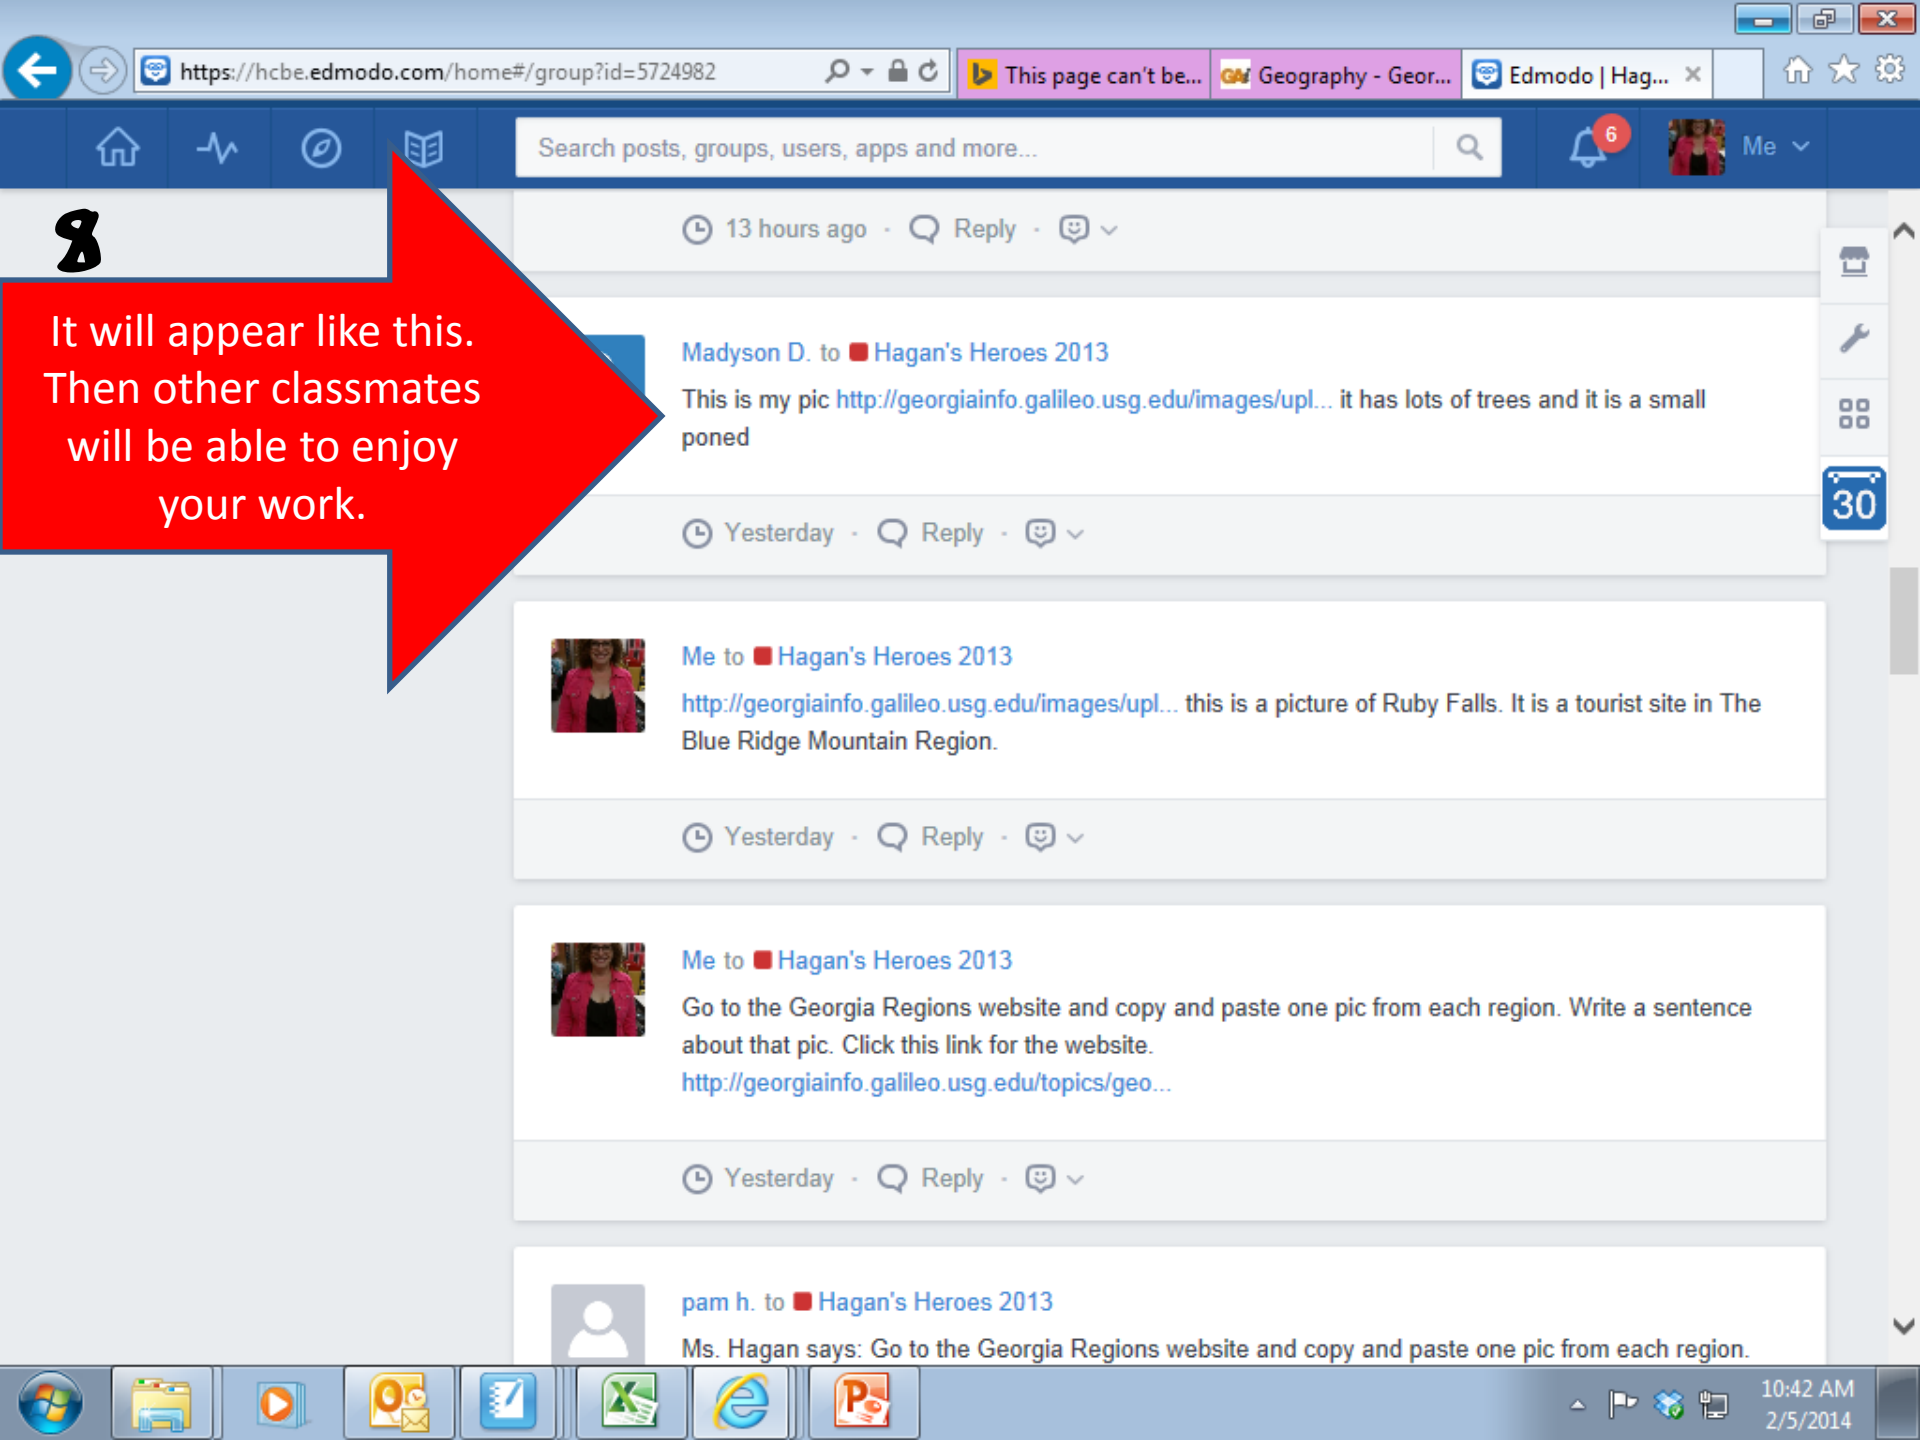 https://hcbe.edmodo.com/home#/group?id=5724982
This page can't be...
GAi Geography - Geor...
Edmodo | Hag...
Search posts, groups, users, apps and more...
6
Me
8
It will appear like this.
Then other classmates
will be able to enjoy
your work.
13 hours ago · Reply ·
Madyson D. to Hagan's Heroes 2013
This is my pic http://georgiainfo.galileo.usg.edu/images/upl... it has lots of trees and it is a small
poned
30
Yesterday · Reply ·
Me to Hagan's Heroes 2013
http://georgiainfo.galileo.usg.edu/images/upl... this is a picture of Ruby Falls. It is a tourist site in The
Blue Ridge Mountain Region.
Yesterday · Reply ·
Me to Hagan's Heroes 2013
Go to the Georgia Regions website and copy and paste one pic from each region. Write a sentence
about that pic. Click this link for the website.
http://georgiainfo.galileo.usg.edu/topics/geo...
Yesterday · Reply ·
pam h. to Hagan's Heroes 2013
Ms. Hagan says: Go to the Georgia Regions website and copy and paste one pic from each region.
10:42 AM
2/5/2014